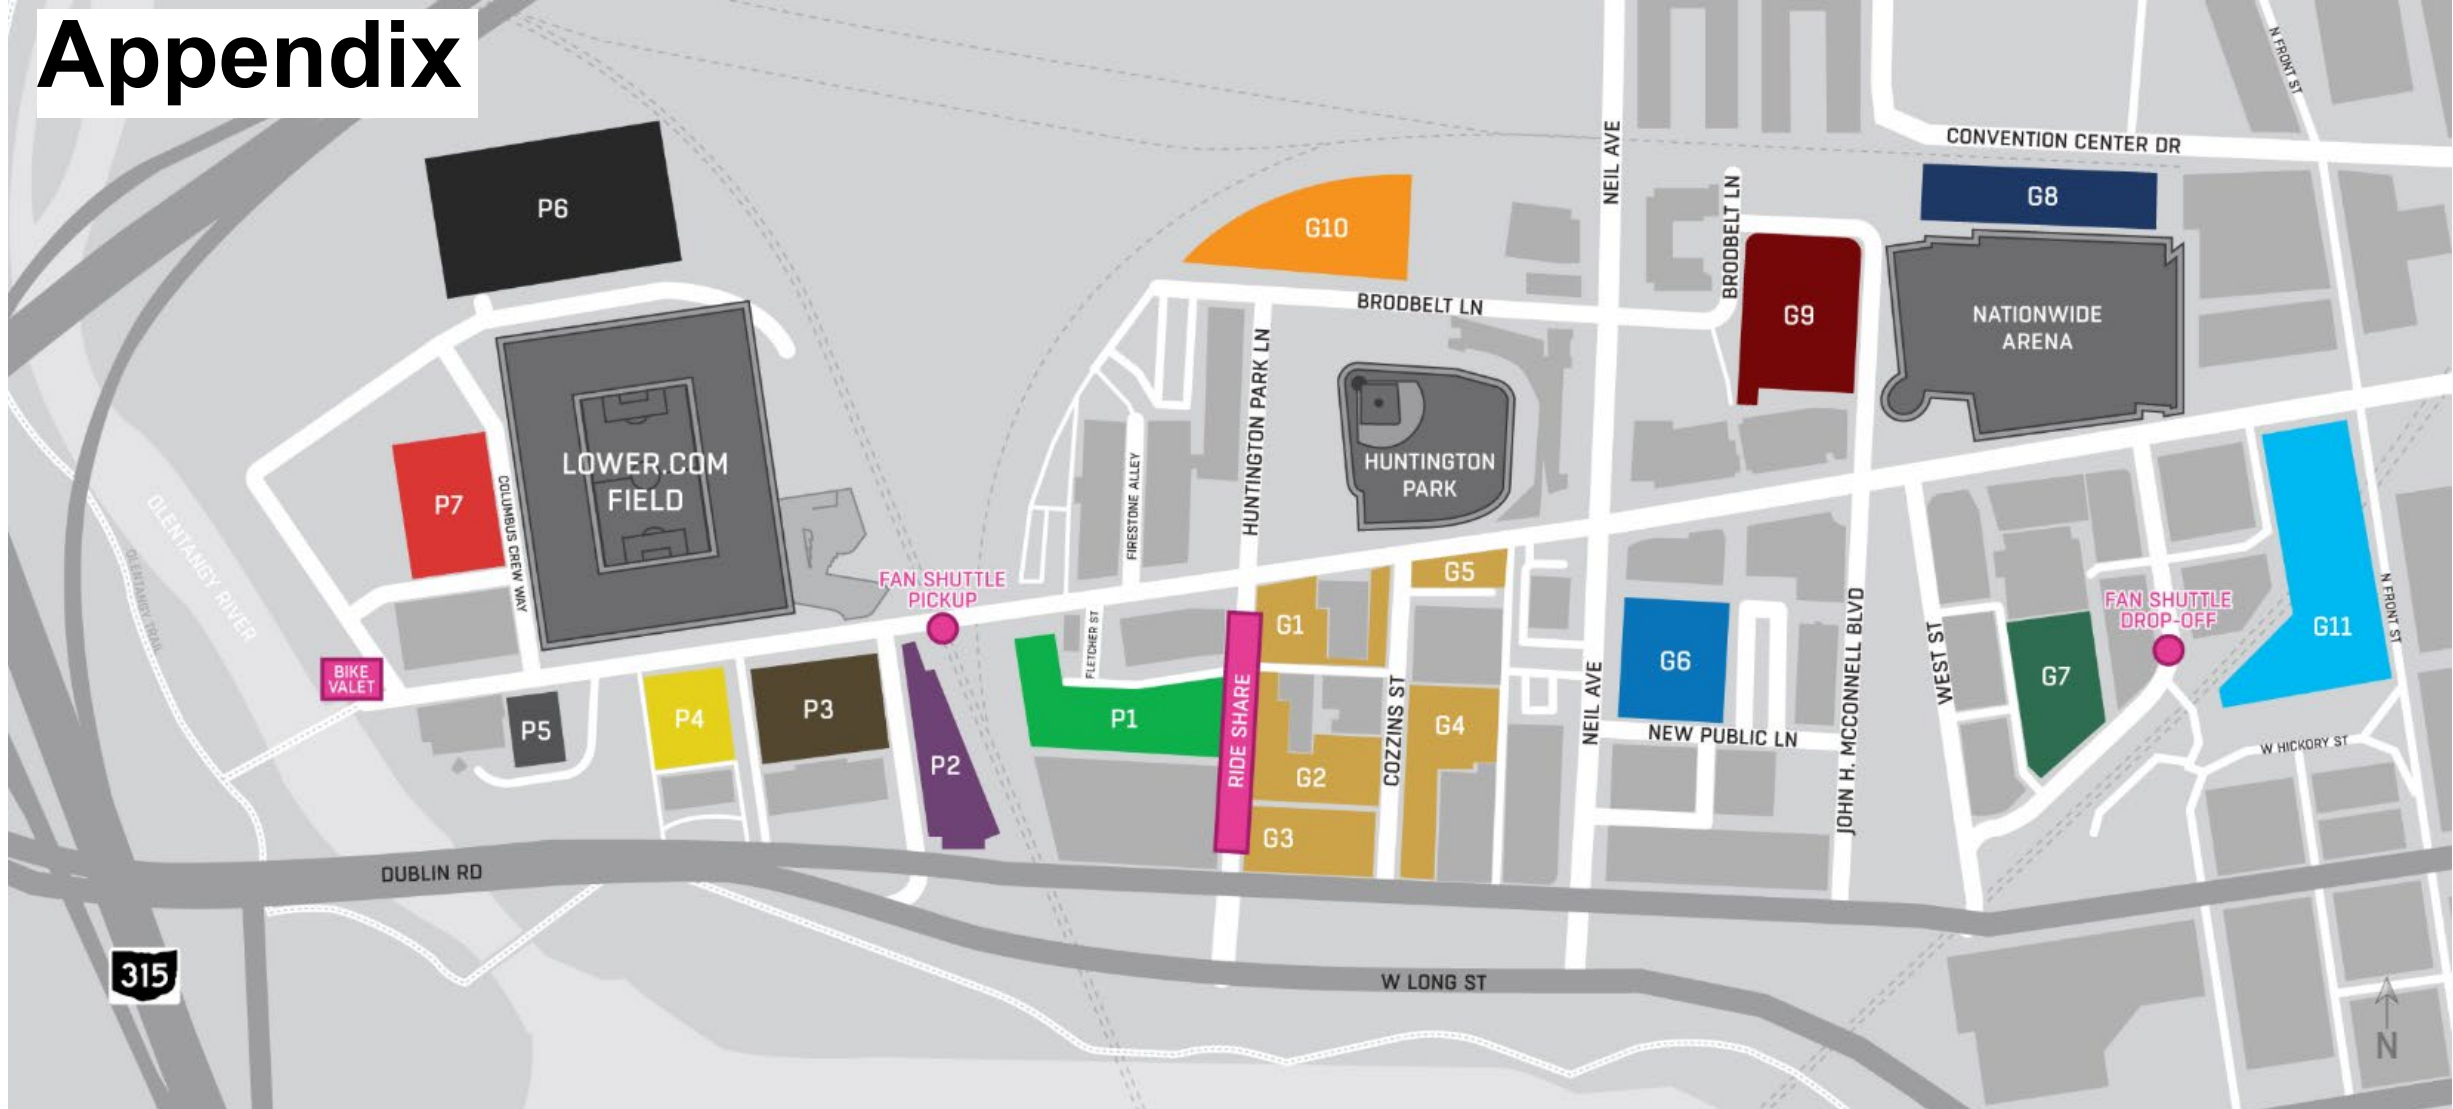 Appendix
N FRONT ST
CONVENTION CENTER DR
NEIL AVE
P6
G10
BRODBELT LN
G8
BRODBELT LN
G9
NATIONWIDE
ARENA
HUNTINGTON PARK LN
LOWER.COM
FIELD
HUNTINGTON
PARK
P7
COLUMBUS CREW WAY
OLENTANGY RIVER
OLENTANGY TRAIL
FIRESTONE ALLEY
FAN SHUTTLE
PICKUP
G5
G1
FLETCHER ST
FAN SHUTTLE
DROP-OFF
N FRONT ST
G11
G6
G7
WEST ST
JOHN H. MCCONNELL BLVD
BIKE
VALET
P5
P4
P3
P2
P1
RIDE SHARE
G2
COZZINS ST
G4
NEIL AVE
NEW PUBLIC LN
W HICKORY ST
G3
DUBLIN RD
315
W LONG ST
N